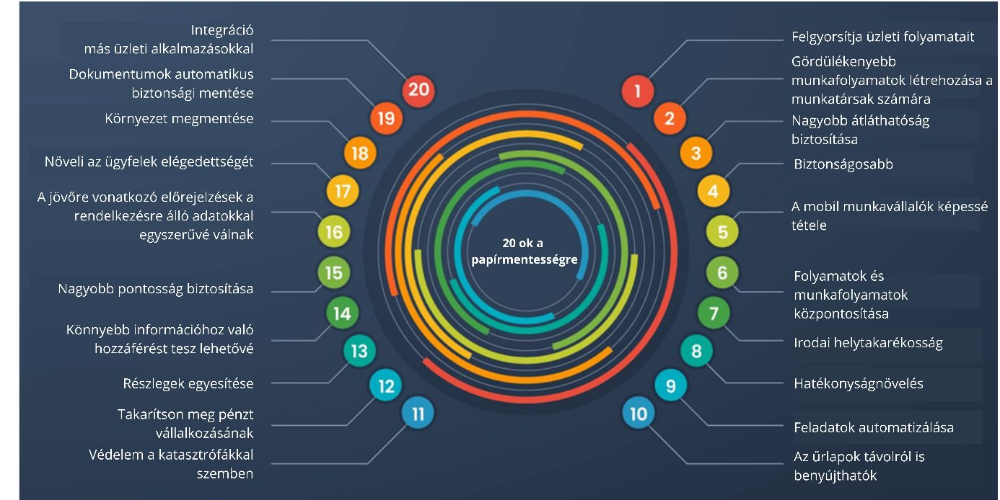 20 ok a
papírmentességre
1
Felgyorsítja üzleti folyamatait
2
Gördülékenyebb
munkafolyamatok létrehozása a
munkatársak számára
3
Nagyobb átláthatóság
biztosítása
4
Biztonságosabb
5
A mobil munkavállalók képessé
tétele
6
Folyamatok és
munkafolyamatok
központosítása
7
Irodai helytakarékosság
8
Hatékonyságnövelés
9
Feladatok automatizálása
10
Az űrlapok távolról is
benyújthatók
11
Védelem a katasztrófákkal
szemben
12
Takarítson meg pénzt
vállalkozásának
13
Részlegek egyesítése
14
Könnyebb információhoz való
hozzáférést tesz lehetővé
15
Nagyobb pontosság biztosítása
16
A jövőre vonatkozó előrejelzések a
rendelkezésre álló adatokkal
egyszerűvé válnak
17
Növeli az ügyfelek elégedettségét
18
Környezet megmentése
19
Dokumentumok automatikus
biztonsági mentése
20
Integráció
más üzleti alkalmazásokkal